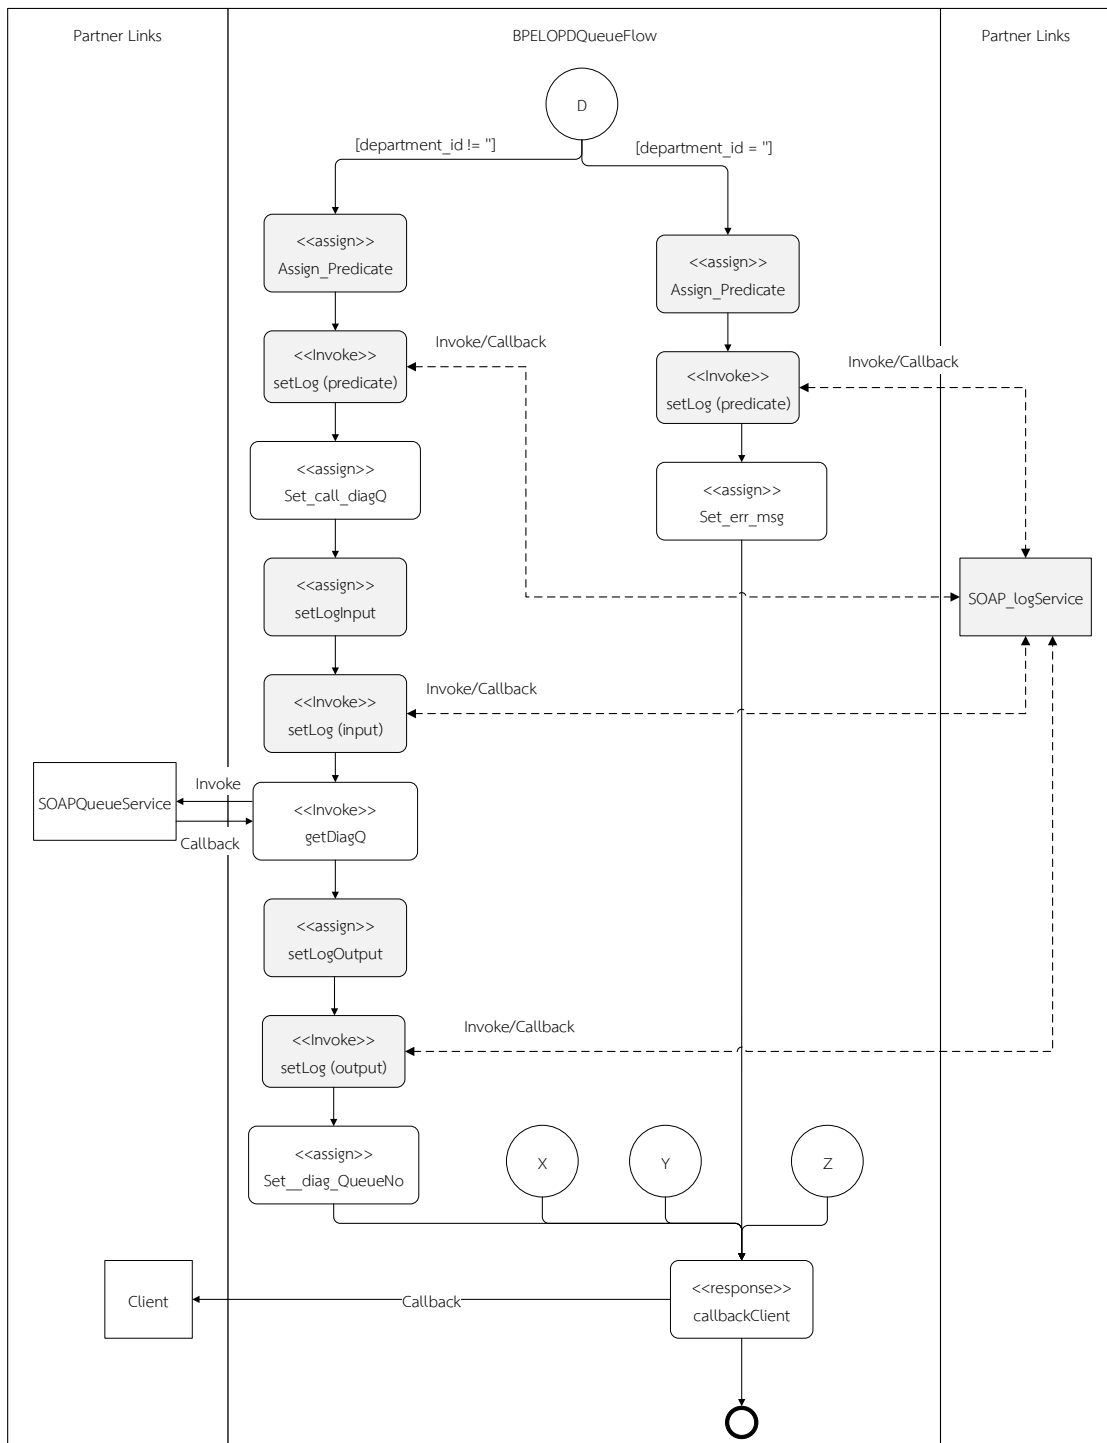 Partner Links
BPELOPDQueueFlow
Partner Links
D
[department_id != '']
[department_id = '']
<<assign>>
Assign_Predicate
<<assign>>
Assign_Predicate
<<Invoke>>
setLog (predicate)
Invoke/Callback
<<Invoke>>
setLog (predicate)
Invoke/Callback
<<assign>>
Set_call_diagQ
<<assign>>
Set_err_msg
<<assign>>
setLogInput
SOAP_logService
<<Invoke>>
setLog (input)
Invoke/Callback
SOAPQueueService
Invoke
Callback
<<Invoke>>
getDiagQ
<<assign>>
setLogOutput
<<Invoke>>
setLog (output)
Invoke/Callback
<<assign>>
Set__diag_QueueNo
X
Y
Z
Client
Callback
<<response>>
callbackClient